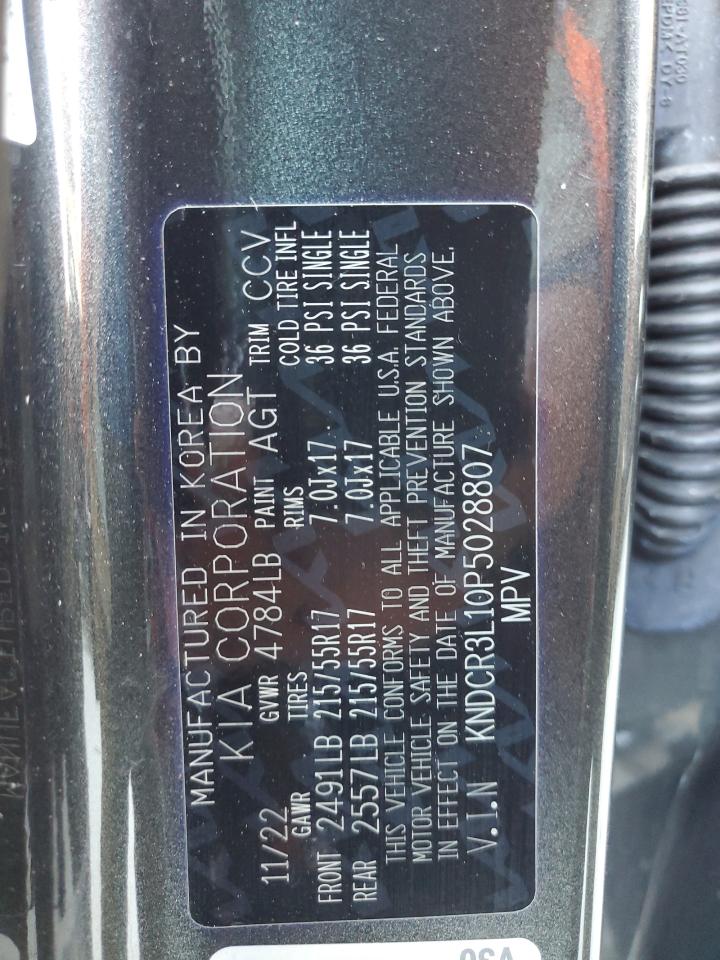 MANUFACTURED IN KOREA BY
KIA CORPORATION
11/22 GVWR 4784LB PAINT AGT TRIM CCV
GAWR TIRES RIMS COLD TIRE INFL
FRONT 2491LB 215/55R17 7.0Jx17 36 PSI SINGLE
REAR 2557LB 215/55R17 7.0Jx17 36 PSI SINGLE
THIS VEHICLE CONFORMS TO ALL APPLICABLE U.S.A. FEDERAL
MOTOR VEHICLE SAFETY AND THEFT PREVENTION STANDARDS
IN EFFECT ON THE DATE OF MANUFACTURE SHOWN ABOVE.
V.I.N KNDCR3L10P5028807
MPV